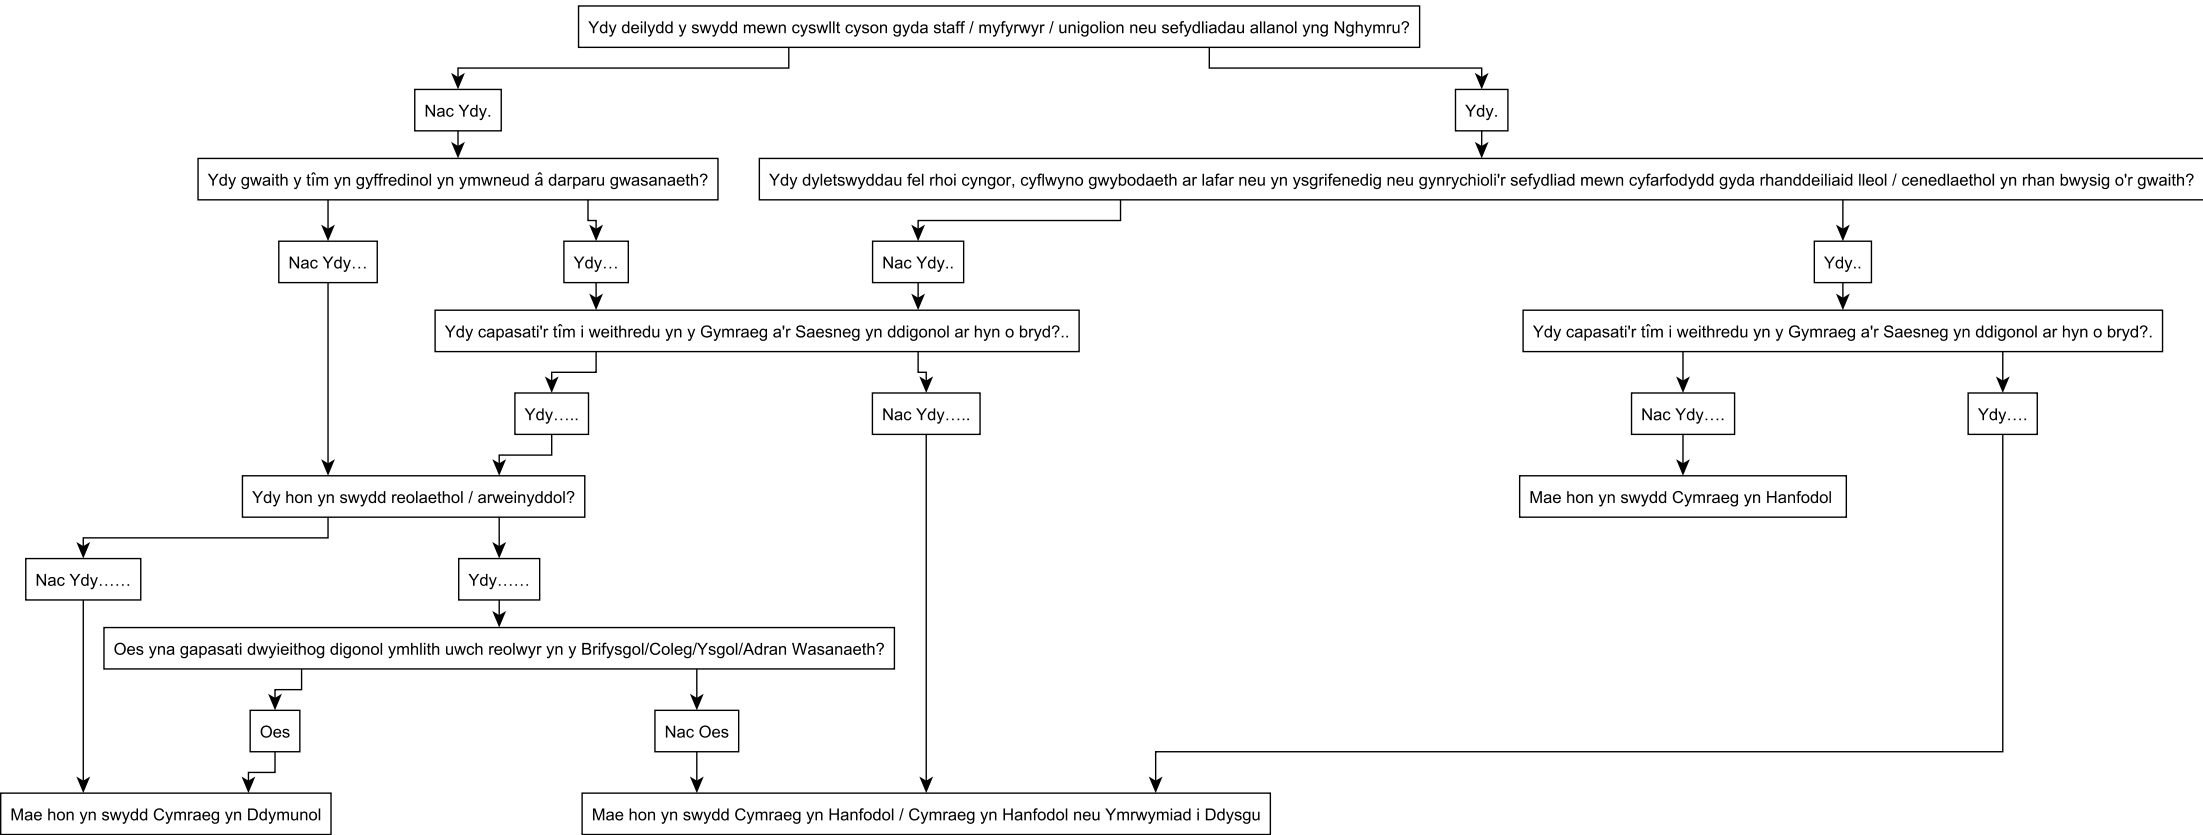 Ydy deilydd y swydd mewn cyswllt cyson gyda staff / myfyrwyr / unigolion neu sefydliadau allanol yng Nghymru?
Nac Ydy.
Ydy.
Ydy gwaith y tîm yn gyffredinol yn ymwneud â darparu gwasanaeth?
Ydy dyletswyddau fel rhoi cyngor, cyflwyno gwybodaeth ar lafar neu yn ysgrifenedig neu gynrychioli'r sefydliad mewn cyfarfodydd gyda rhanddeiliaid lleol / cenedlaethol yn rhan bwysig o'r gwaith?
Nac Ydy…
Ydy…
Nac Ydy..
Ydy..
Ydy capasati'r tîm i weithredu yn y Gymraeg a'r Saesneg yn ddigonol ar hyn o bryd?..
Ydy capasati'r tîm i weithredu yn y Gymraeg a'r Saesneg yn ddigonol ar hyn o bryd?.
Ydy…..
Nac Ydy…..
Nac Ydy….
Ydy….
Ydy hon yn swydd reolaethol / arweinyddol?
Mae hon yn swydd Cymraeg yn Hanfodol
Nac Ydy……
Ydy……
Oes yna gapasati dwyieithog digonol ymhlith uwch reolwyr yn y Brifysgol/Coleg/Ysgol/Adran Wasanaeth?
Oes
Nac Oes
Mae hon yn swydd Cymraeg yn Ddymunol
Mae hon yn swydd Cymraeg yn Hanfodol / Cymraeg yn Hanfodol neu Ymrwymiad i Ddysgu